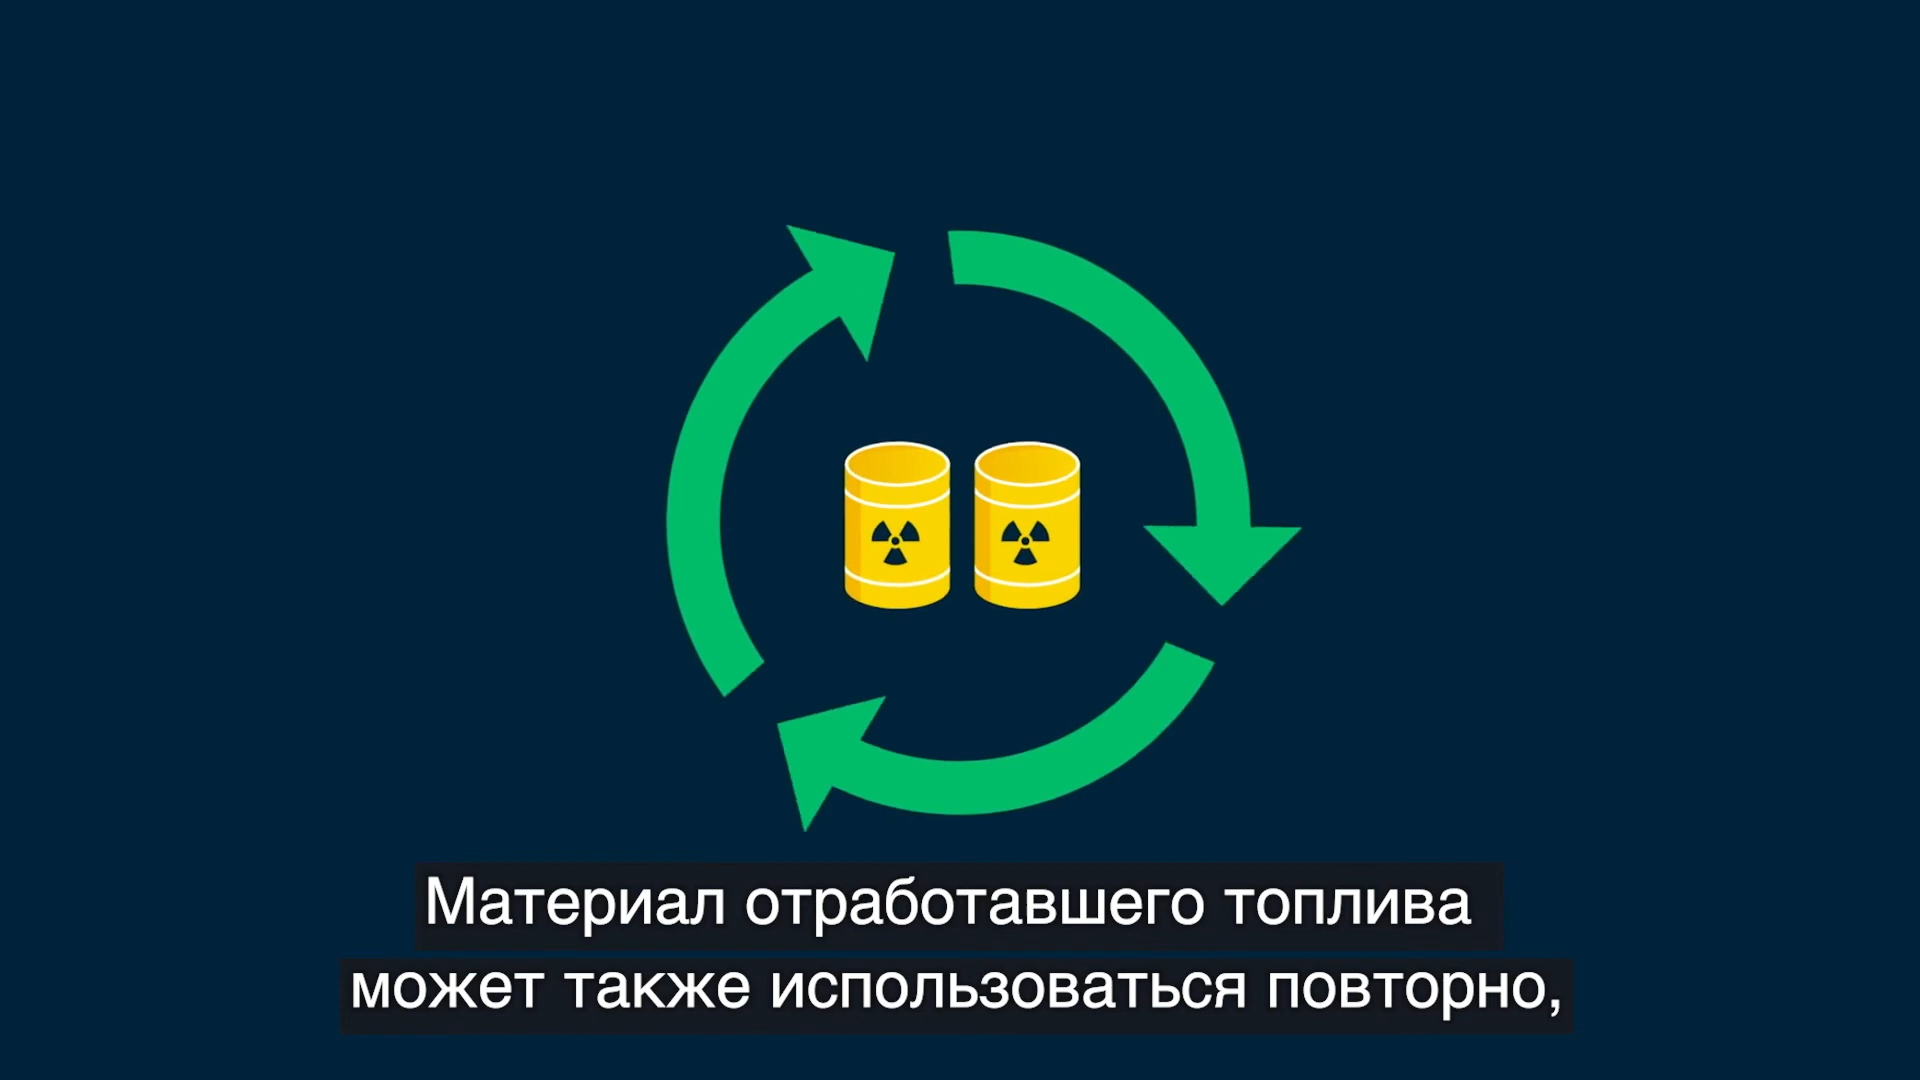 Материал отработавшего топлива
может также использоваться повторно,